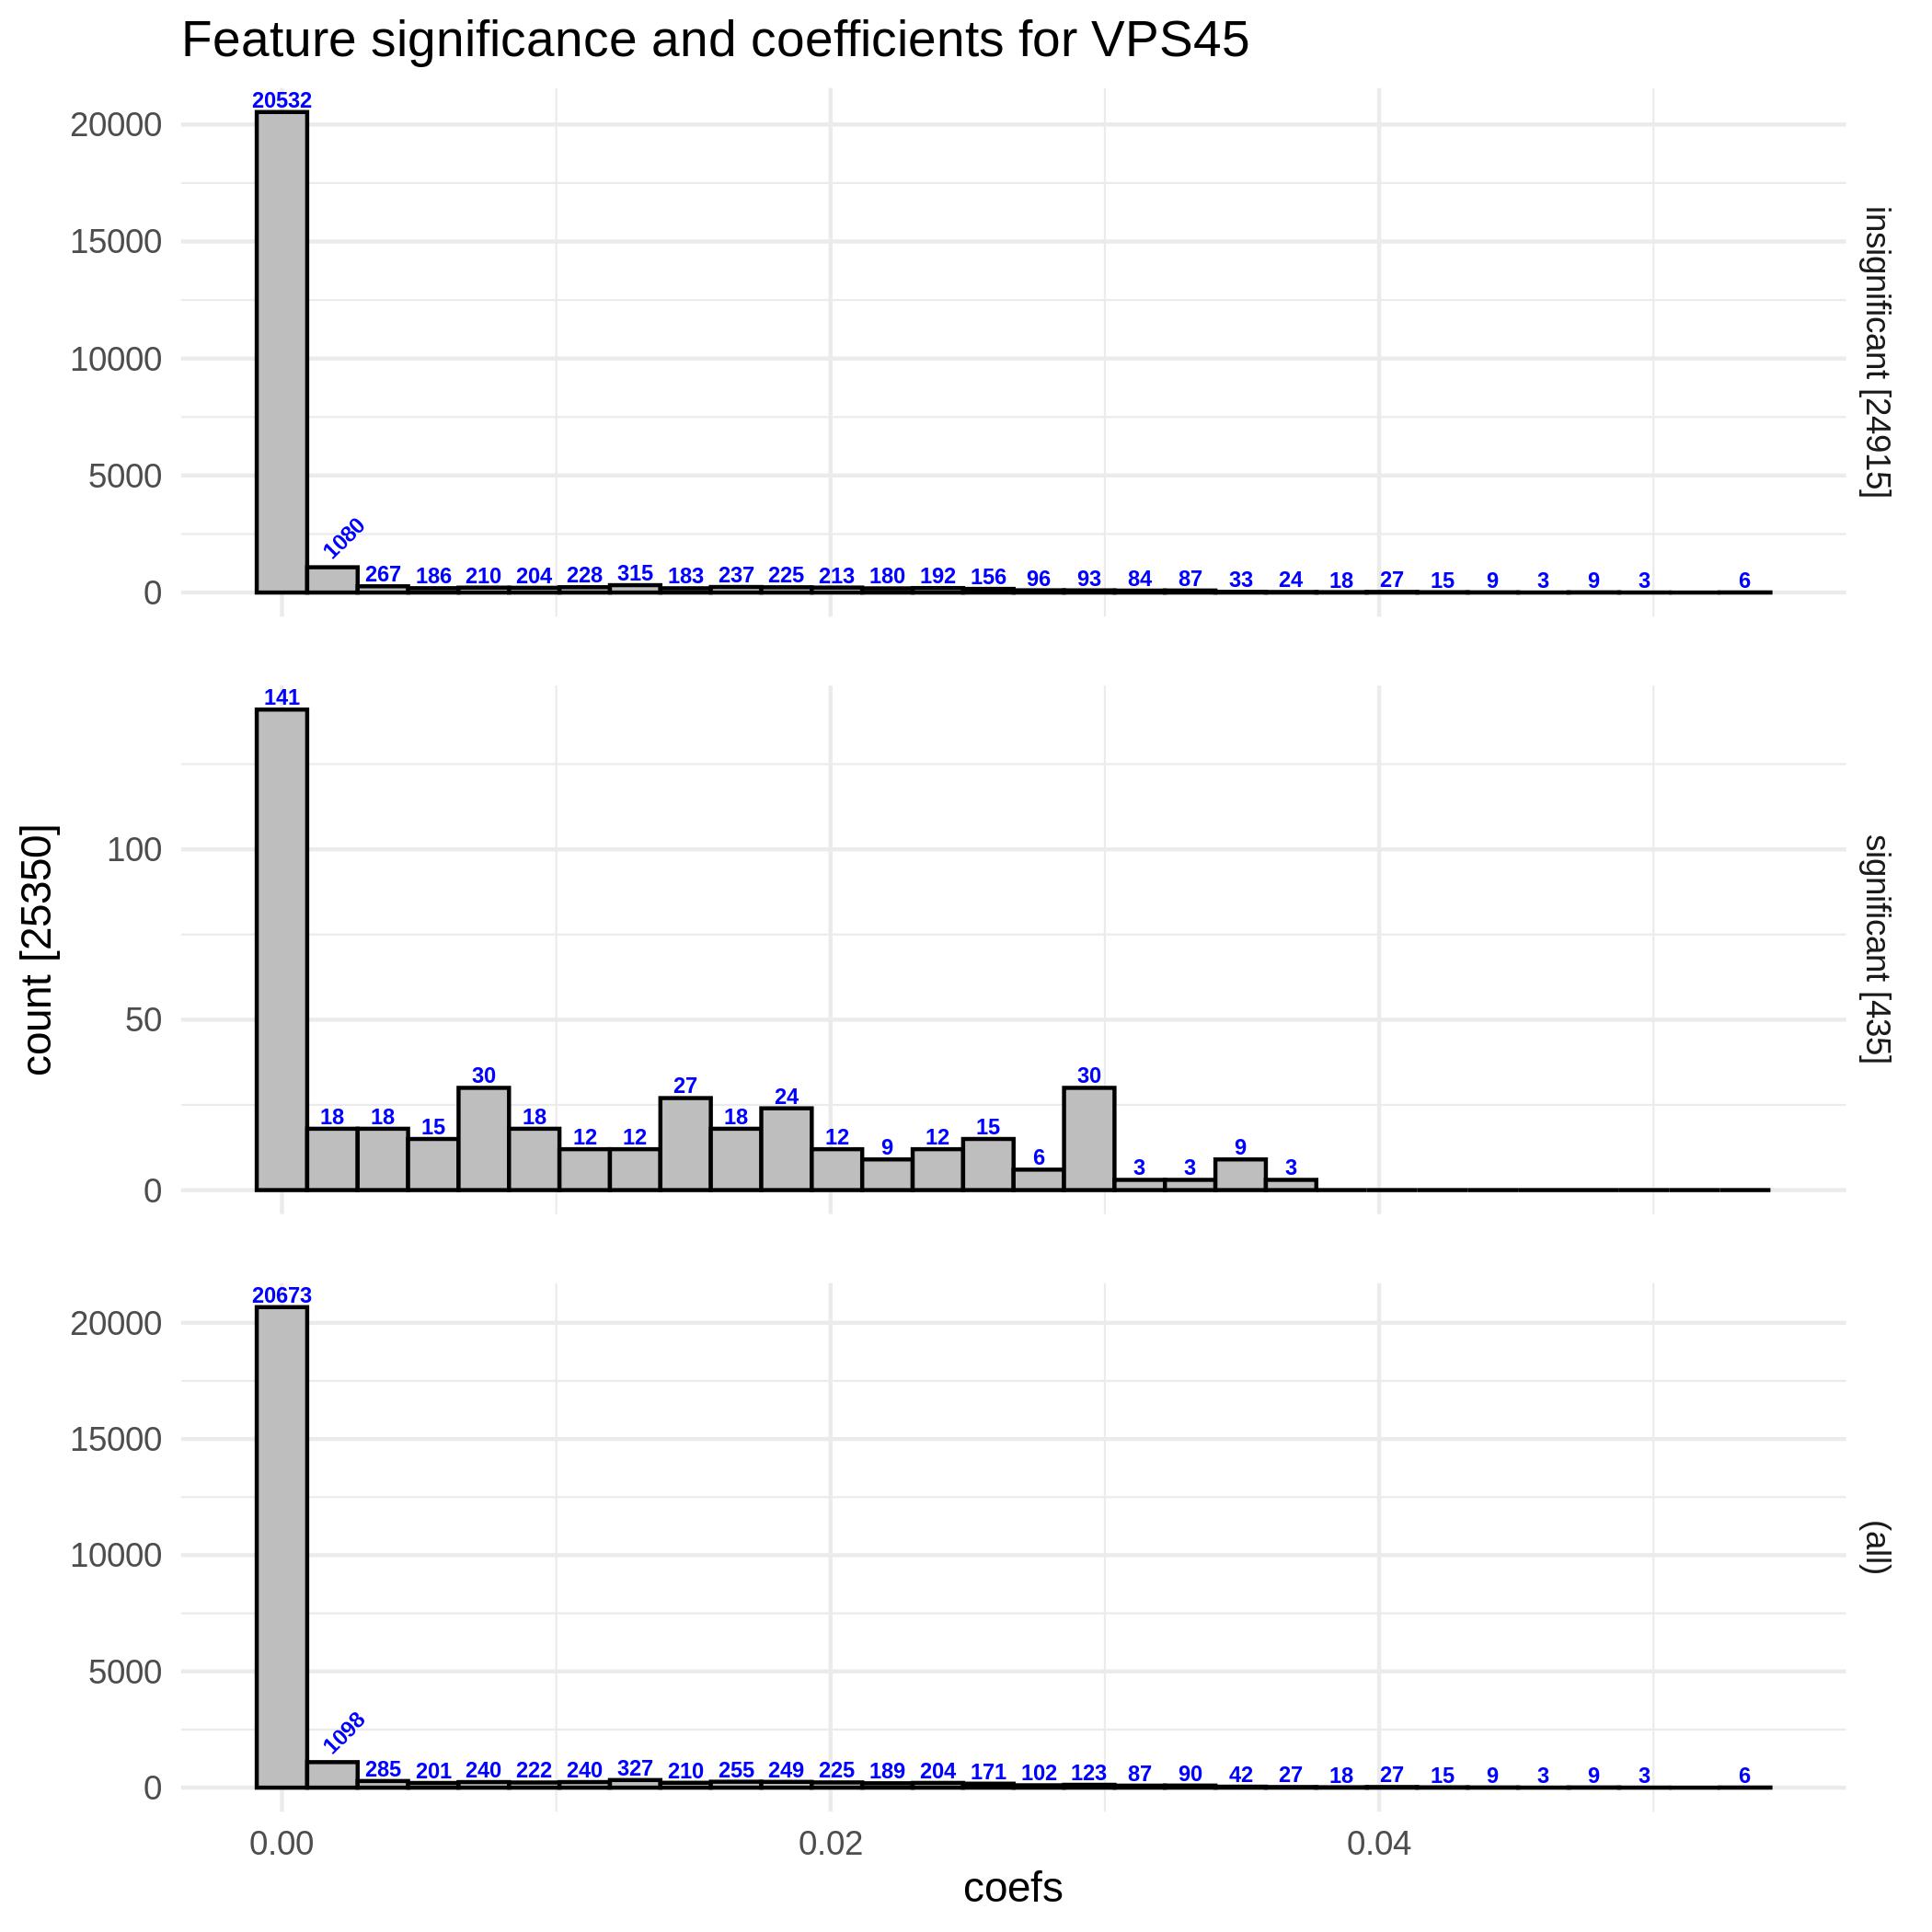 Feature significance and coefficients for VPS45
20532
20000
15000
10000
5000
0
1080
267 186 210 204 228 315 183 237 225 213 180 192 156 96 93 84 87 33 24 18 27 15 9 3 9 3 6
insignificant [24915]
141
100
50
0
18 18 15 30 18 12 12 27 18 24 12 9 12 15 6 30 3 3 9 3
significant [435]
count [25350]
20673
20000
15000
10000
5000
0
1098
285 201 240 222 240 327 210 255 249 225 189 204 171 102 123 87 90 42 27 18 27 15 9 3 9 3 6
(all)
0.00 0.02 0.04
coefs